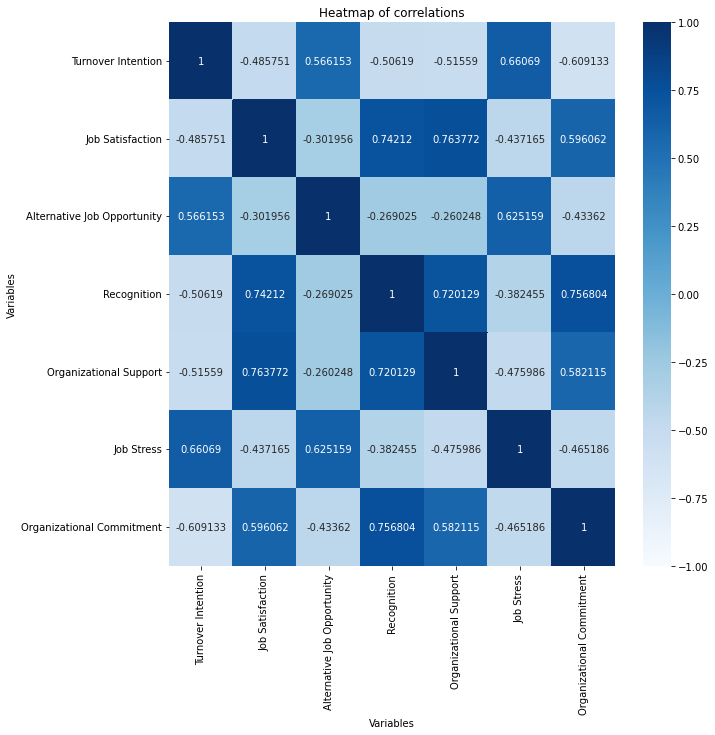 Heatmap of correlations
Turnover Intention 1 -0.485751 0.566153 -0.50619 -0.51559 0.66069 -0.609133
Job Satisfaction -0.485751 1 -0.301956 0.74212 0.763772 -0.437165 0.596062
Alternative Job Opportunity 0.566153 -0.301956 1 -0.269025 -0.260248 0.625159 -0.43362
Recognition -0.50619 0.74212 -0.269025 1 0.720129 -0.382455 0.756804
Organizational Support -0.51559 0.763772 -0.260248 0.720129 1 -0.475986 0.582115
Job Stress 0.66069 -0.437165 0.625159 -0.382455 -0.475986 1 -0.465186
Organizational Commitment -0.609133 0.596062 -0.43362 0.756804 0.582115 -0.465186 1
Variables
Turnover Intention
Job Satisfaction
Alternative Job Opportunity
Recognition
Organizational Support
Job Stress
Organizational Commitment
Variables
1.00
0.75
0.50
0.25
0.00
−0.25
−0.50
−0.75
−1.00